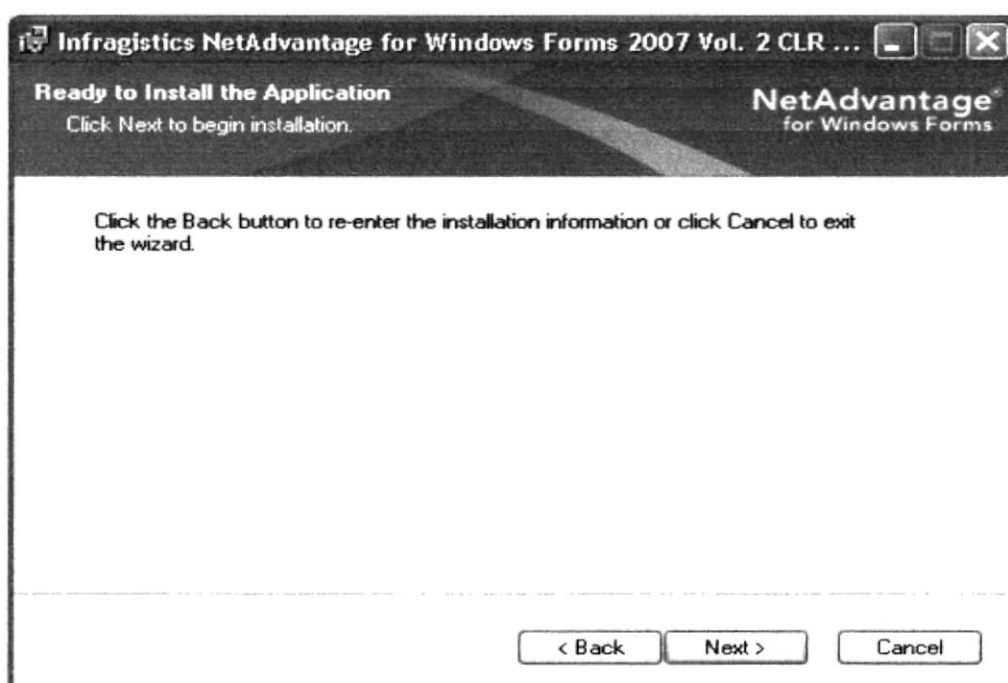 Infragistics NetAdvantage for Windows Forms 2007 Vol. 2 CLR ...
Ready to Install the Application
Click Next to begin installation.
NetAdvantage
for Windows Forms
Click the Back button to re-enter the installation information or click Cancel to exit
the wizard.
< Back
Next >
Cancel